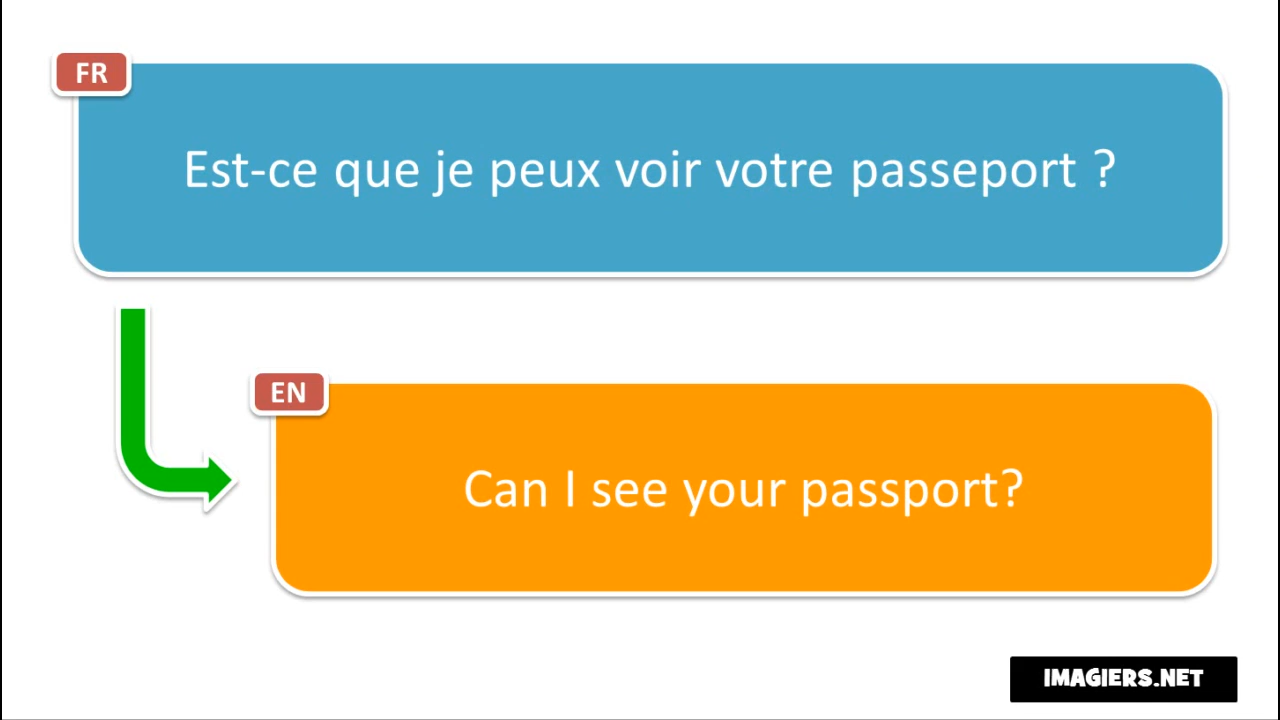 FR
Est-ce que je peux voir votre passeport ?
EN
Can I see your passport?
IMAGIERS.NET